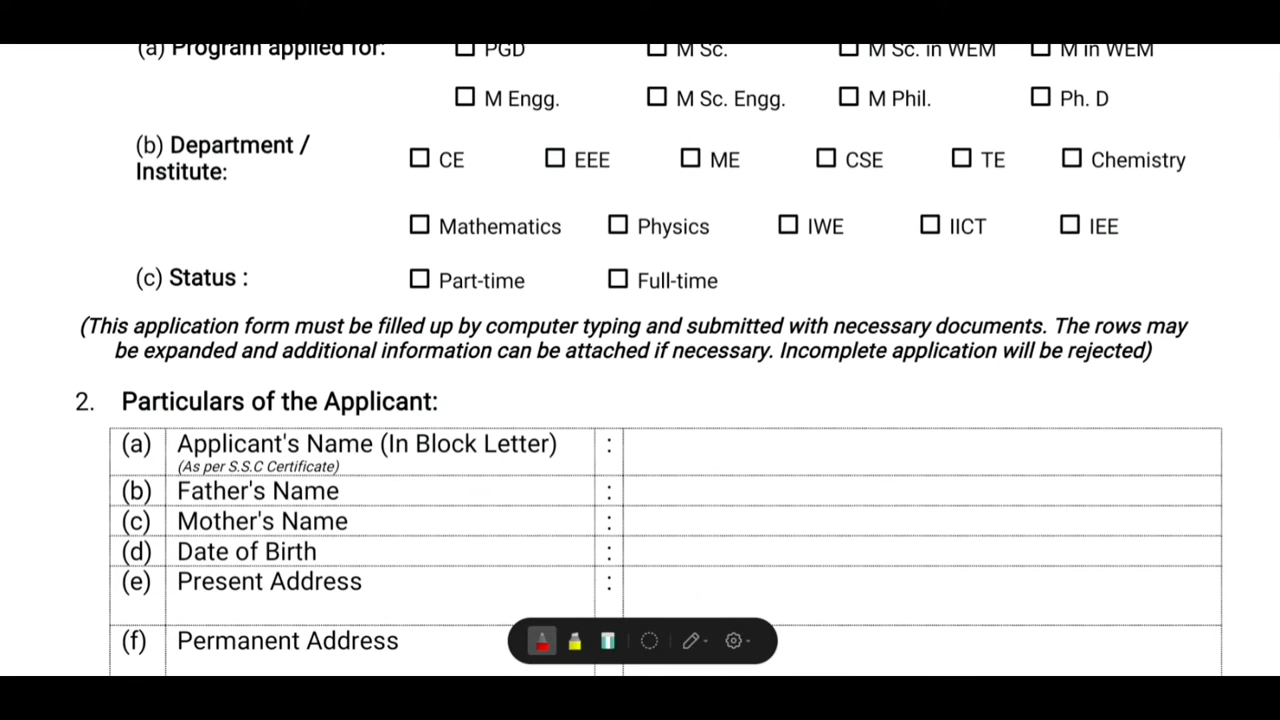 (a) Program applied for: PGD M Sc. M Sc. in WEM M in WEM
M Engg. M Sc. Engg. M Phil. Ph. D
(b) Department /
Institute:
CE EEE ME CSE TE Chemistry
Mathematics Physics IWE IICT IEE
(c) Status : Part-time Full-time
(This application form must be filled up by computer typing and submitted with necessary documents. The rows may
be expanded and additional information can be attached if necessary. Incomplete application will be rejected)
2. Particulars of the Applicant:
(a) Applicant's Name (In Block Letter) :
(As per S.S.C Certificate)
(b) Father's Name :
(c) Mother's Name :
(d) Date of Birth :
(e) Present Address :
(f) Permanent Address